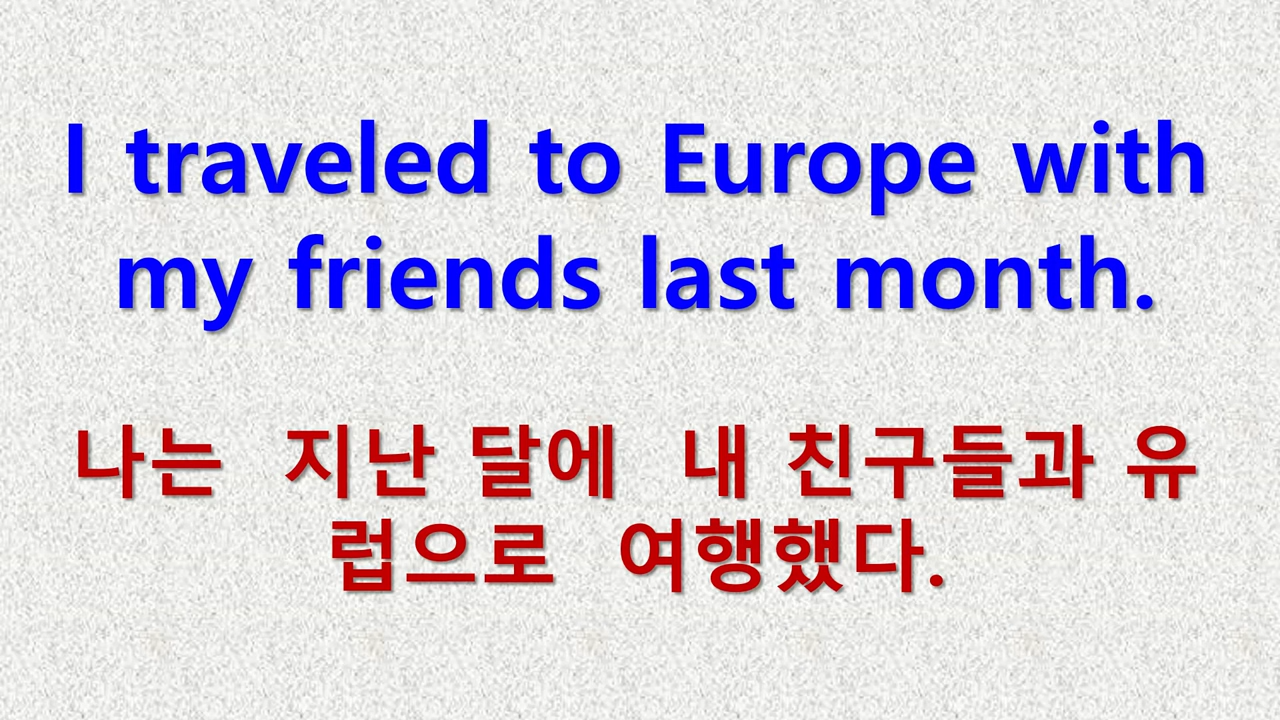 I traveled to Europe with
my friends last month.
나는  지난 달에  내 친구들과 유
럽으로  여행했다.